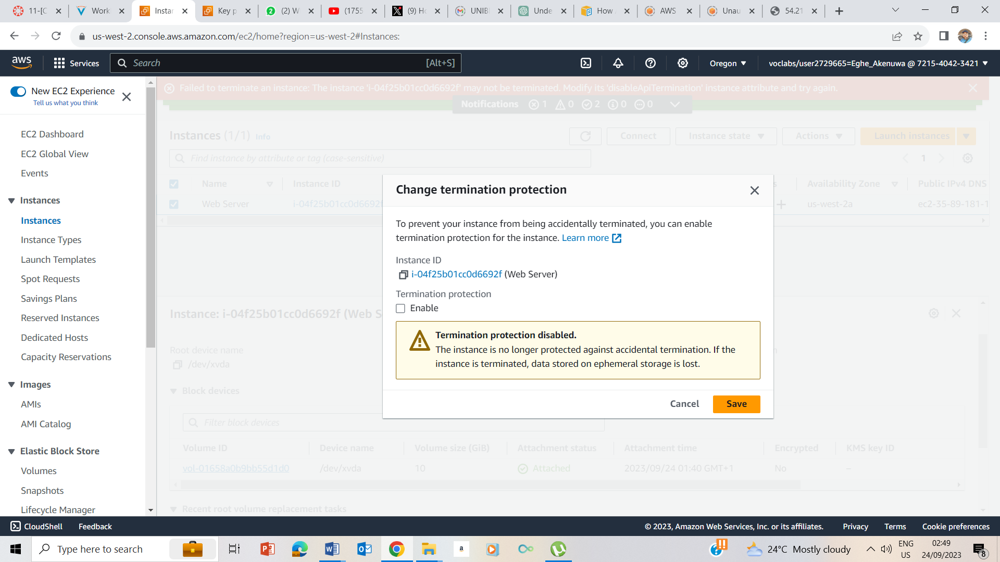 11-[C
Work
Instan
Key p
(2) W
(1755
(9) Ho
UNIBE
Unde
How
AWS
Unau
54.21
us-west-2.console.aws.amazon.com/ec2/home?region=us-west-2#Instances:
aws
Services
Search
[Alt+S]
Oregon
voclabs/user2729665=Eghe_Akenuwa @ 7215-4042-3421
New EC2 Experience
Tell us what you think
Failed to terminate an instance: The instance 'i-04f25b01cc0d6692f' may not be terminated. Modify its 'disableApiTermination' instance attribute and try again.
Notifications 1 0 2 0 0
EC2 Dashboard
EC2 Global View
Events
Instances
Instances
Instance Types
Launch Templates
Spot Requests
Savings Plans
Reserved Instances
Dedicated Hosts
Capacity Reservations
Images
AMIs
AMI Catalog
Elastic Block Store
Volumes
Snapshots
Lifecycle Manager
Instances (1/1) Info
Connect
Instance state
Actions
Launch instances
Find instance by attribute or tag (case-sensitive)
1
Name
Instance ID
Availability Zone
Public IPv4 DNS
Web Server
i-04f25b01cc0d6692f
us-west-2a
ec2-35-89-181-1
Change termination protection
To prevent your instance from being accidentally terminated, you can enable
termination protection for the instance. Learn more
Instance ID
i-04f25b01cc0d6692f (Web Server)
Termination protection
Enable
Termination protection disabled.
The instance is no longer protected against accidental termination. If the
instance is terminated, data stored on ephemeral storage is lost.
Cancel
Save
Instance: i-04f25b01cc0d6692f (Web S
Root device name
/dev/xvda
Block devices
Filter block devices
Volume ID
Device name
Volume size (GiB)
Attachment status
Attachment time
Encrypted
KMS key ID
vol-01658a0b9bb55d1d0
/dev/xvda
10
Attached
2023/09/24 01:40 GMT+1
No
–
Recent root volume replacement tasks
CloudShell
Feedback
© 2023, Amazon Web Services, Inc. or its affiliates.
Privacy
Terms
Cookie preferences
Type here to search
24°C Mostly cloudy
ENG
US
02:49
24/09/2023
8